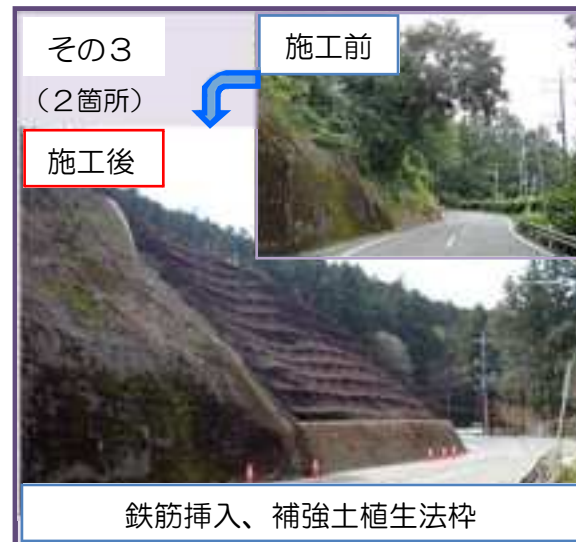 その３
（２箇所）
施工前
施工後
鉄筋挿入、補強土植生法枠